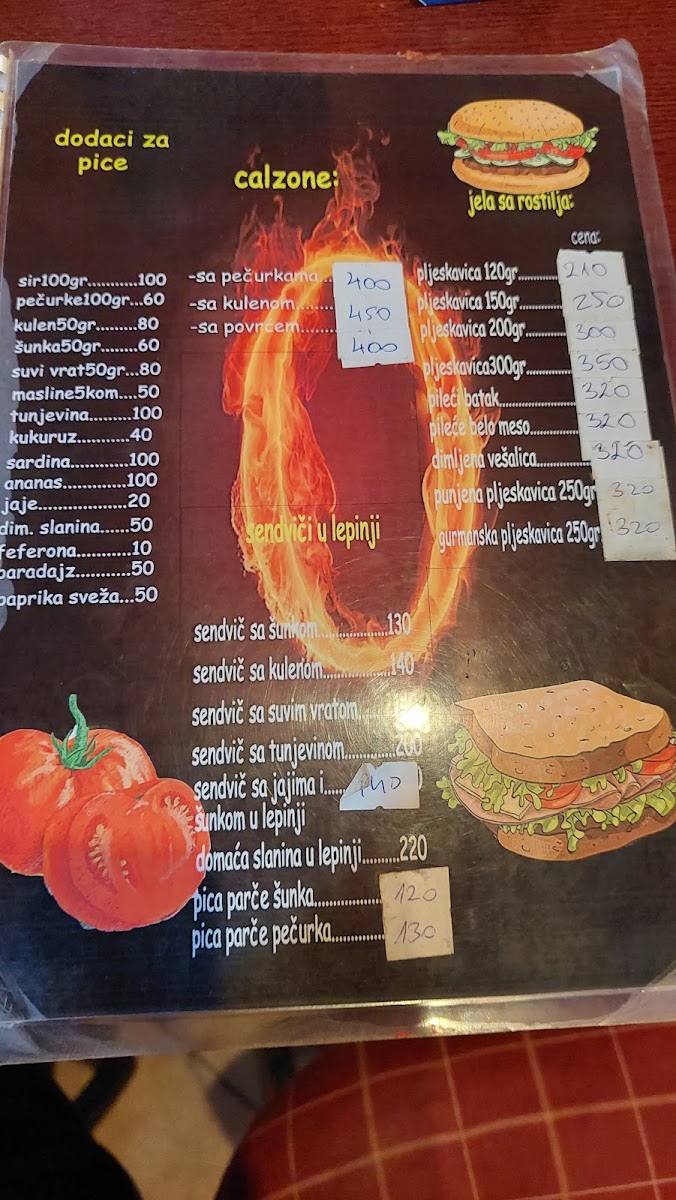 dodaci za
pice
sir100gr...........100
pečurke100gr...60
kulen50gr........80
šunka50gr........60
suvi vrat50gr...80
masline5kom....50
tunjevina.........100
kukuruz..........40
sardina............100
ananas............100
jaje...................20
dim. slanina.....50
feferona...........10
paradajz...........50
paprika sveža...50
calzone:
-sa pečurkama... 400
-sa kulenom........ 450
-sa povrćem....... 400
sendviči u lepinji
sendvič sa šunkom..................130
sendvič sa kulenom.................140
sendvič sa suvim vratom....
sendvič sa tunjevinom.............200
sendvič sa jajima i......
šunkom u lepinji
domaća slanina u lepinji..........220
pica parče šunka.................. 120
pica parče pečurka.............. 130
jela sa rostilja:
cena:
pljeskavica 120gr........... 210
pljeskavica 150gr........... 250
pljeskavica 200gr.......... 300
pljeskavica300gr............ 350
pileći batak.................... 320
pileće belo meso........... 320
dimljena vešalica............ 320
punjena pljeskavica 250gr 320
gurmanska pljeskavica 250gr 320